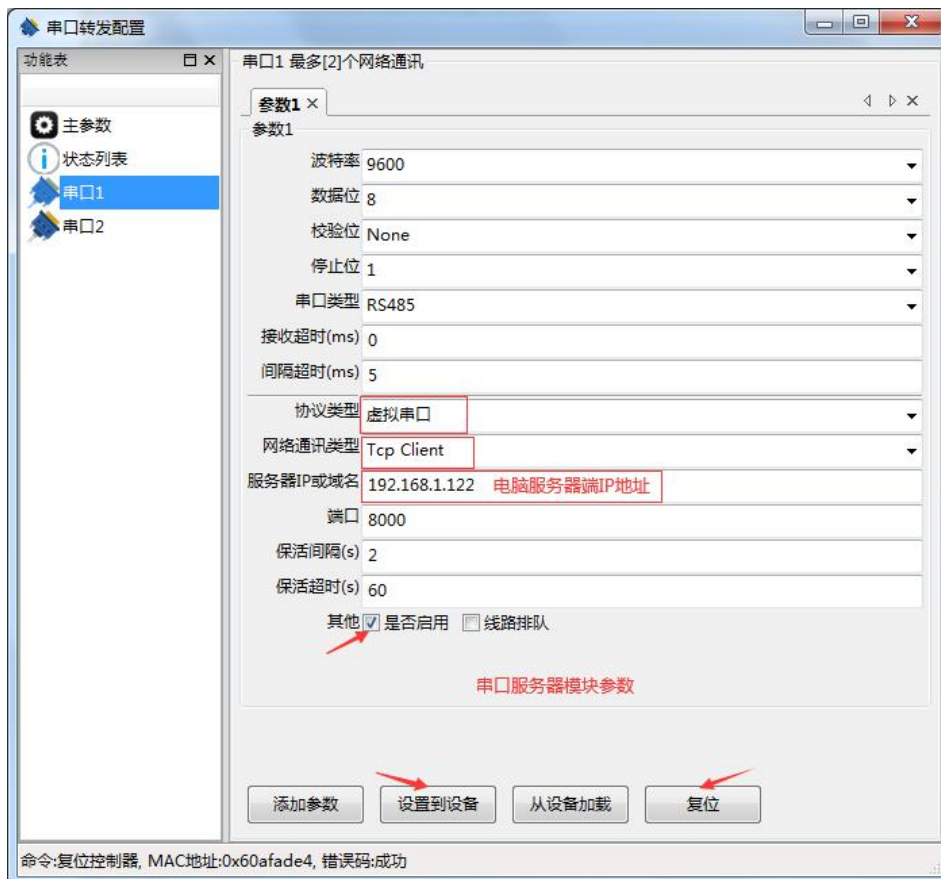 串口转发配置
功能表
主参数
状态列表
串口1
串口2
串口1 最多[2]个网络通讯
参数1
参数1
波特率 9600
数据位 8
校验位 None
停止位 1
串口类型 RS485
接收超时(ms) 0
间隔超时(ms) 5
协议类型 虚拟串口
网络通讯类型 Tcp Client
服务器IP或域名 192.168.1.122 电脑服务器端IP地址
端口 8000
保活间隔(s) 2
保活超时(s) 60
其他 是否启用 线路排队
串口服务器模块参数
添加参数 设置到设备 从设备加载 复位
命令:复位控制器, MAC地址:0x60afade4, 错误码:成功